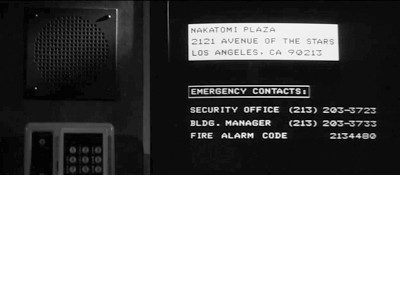 NAKATOMI PLAZA
2121 AVENUE OF THE STARS
LOS ANGELES, CA 90213
EMERGENCY CONTACTS:
SECURITY OFFICE (213) 203-3723
BLDG. MANAGER (213) 203-3733
FIRE ALARM CODE 2134480